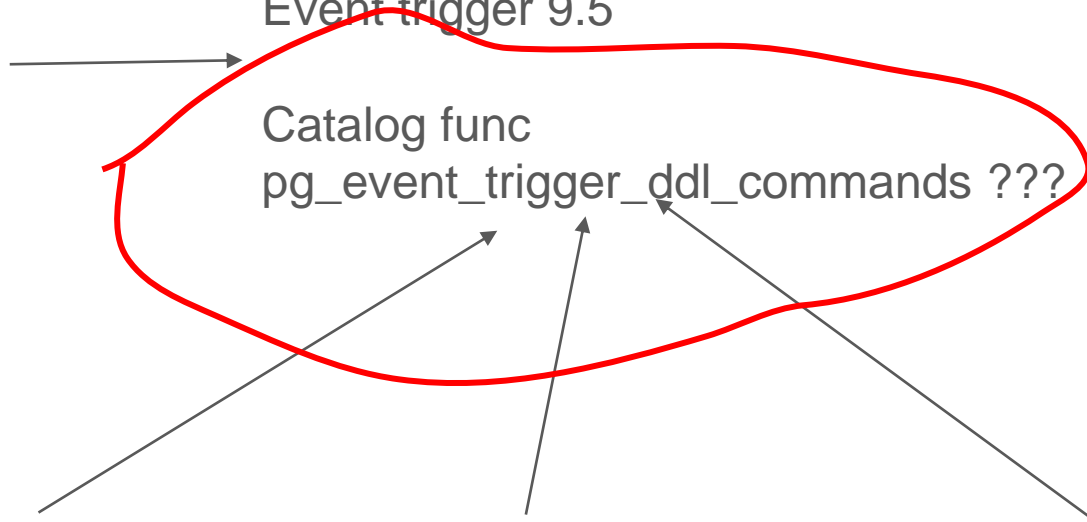 Event trigger 9.5
Catalog func
pg_event_trigger_ddl_commands ???